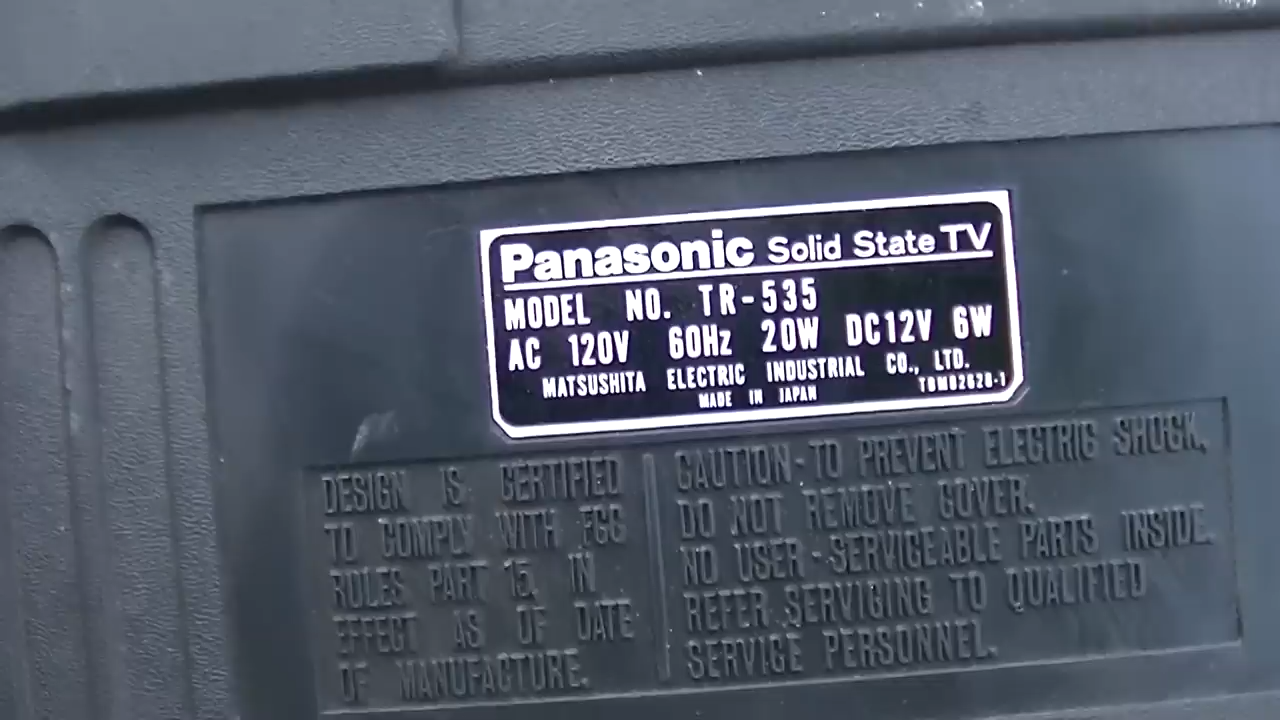 Panasonic Solid State TV
MODEL NO. TR-535
AC 120V 60Hz 20W DC12V 6W
MATSUSHITA ELECTRIC INDUSTRIAL CO., LTD.
MADE IN JAPAN TBM02628-1
DESIGN IS CERTIFIED
TO COMPLY WITH FCC
RULES PART 15, IN
EFFECT AS OF DATE
OF MANUFACTURE.
CAUTION-TO PREVENT ELECTRIC SHOCK,
DO NOT REMOVE COVER.
NO USER-SERVICEABLE PARTS INSIDE.
REFER SERVICING TO QUALIFIED
SERVICE PERSONNEL.